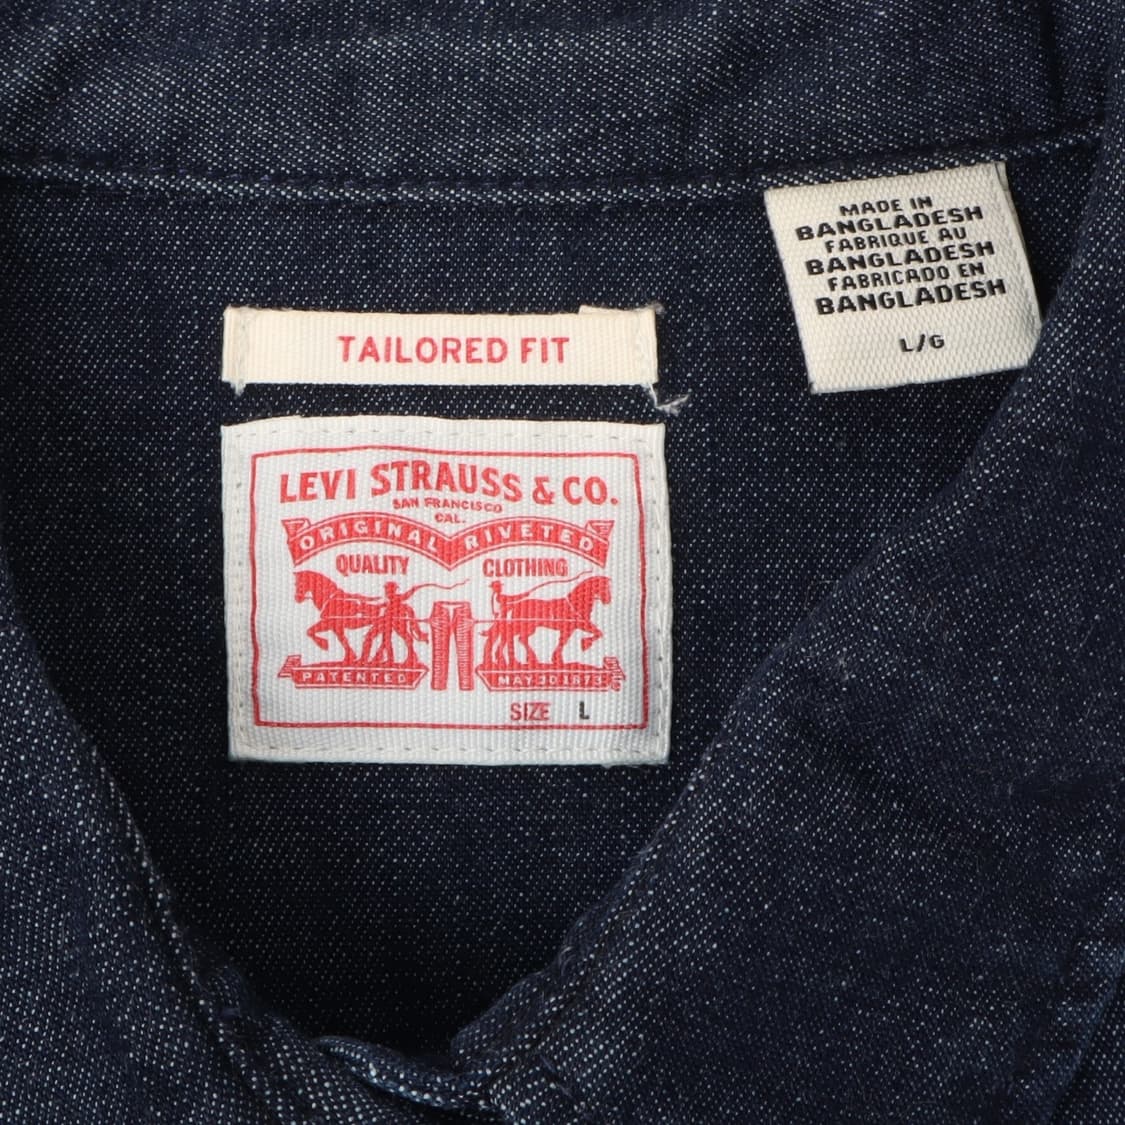 MADE IN
BANGLADESH
FABRIQUE AU
BANGLADESH
FABRICADO EN
BANGLADESH
L/G
TAILORED FIT
LEVI STRAUSS & CO.
SAN FRANCISCO
CAL.
ORIGINAL RIVETED
QUALITY CLOTHING
PATENTED MAY 20 1873
SIZE L